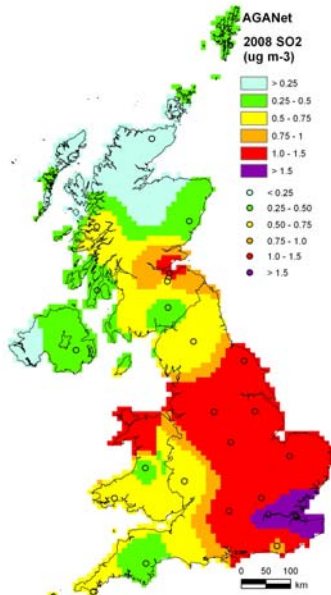 AGANet
2008 SO2
(ug m-3)
> 0.25
0.25 - 0.5
0.5 - 0.75
0.75 - 1
1.0 - 1.5
> 1.5
< 0.25
0.25 - 0.50
0.50 - 0.75
0.75 - 1.0
1.0 - 1.5
> 1.5
0 50 100
km